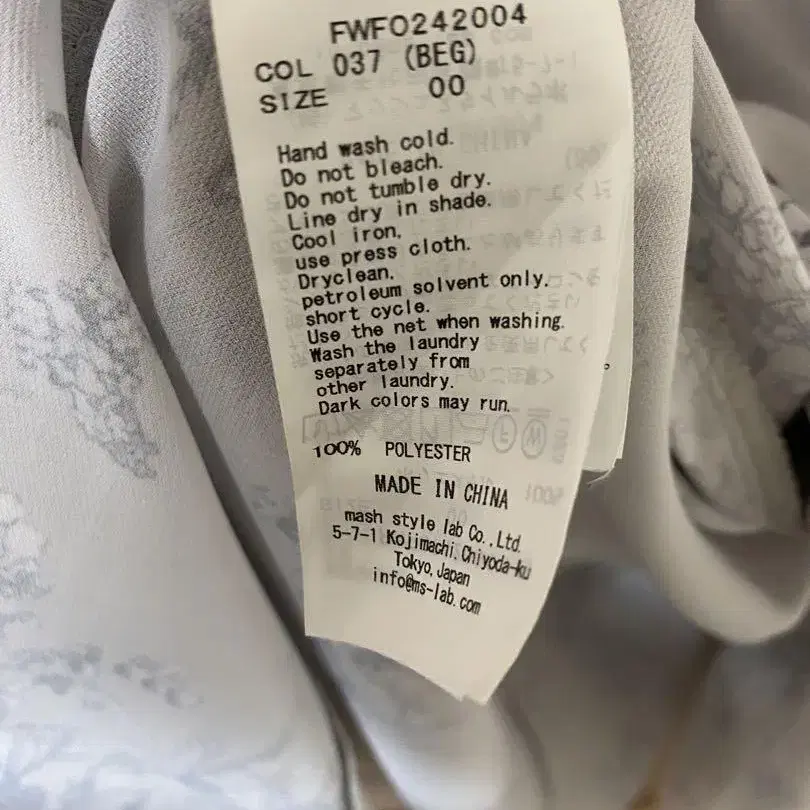 FWFO242004
COL 037 (BEG)
SIZE 00
Hand wash cold.
Do not bleach.
Do not tumble dry.
Line dry in shade.
Cool iron,
use press cloth.
Dryclean.
petroleum solvent only.
short cycle.
Use the net when washing.
Wash the laundry
separately from
other laundry.
Dark colors may run.
100% POLYESTER
MADE IN CHINA
mash style lab Co.,Ltd.
5-7-1 Kojimachi, Chiyoda-ku
Tokyo, Japan
info@ms-lab.com